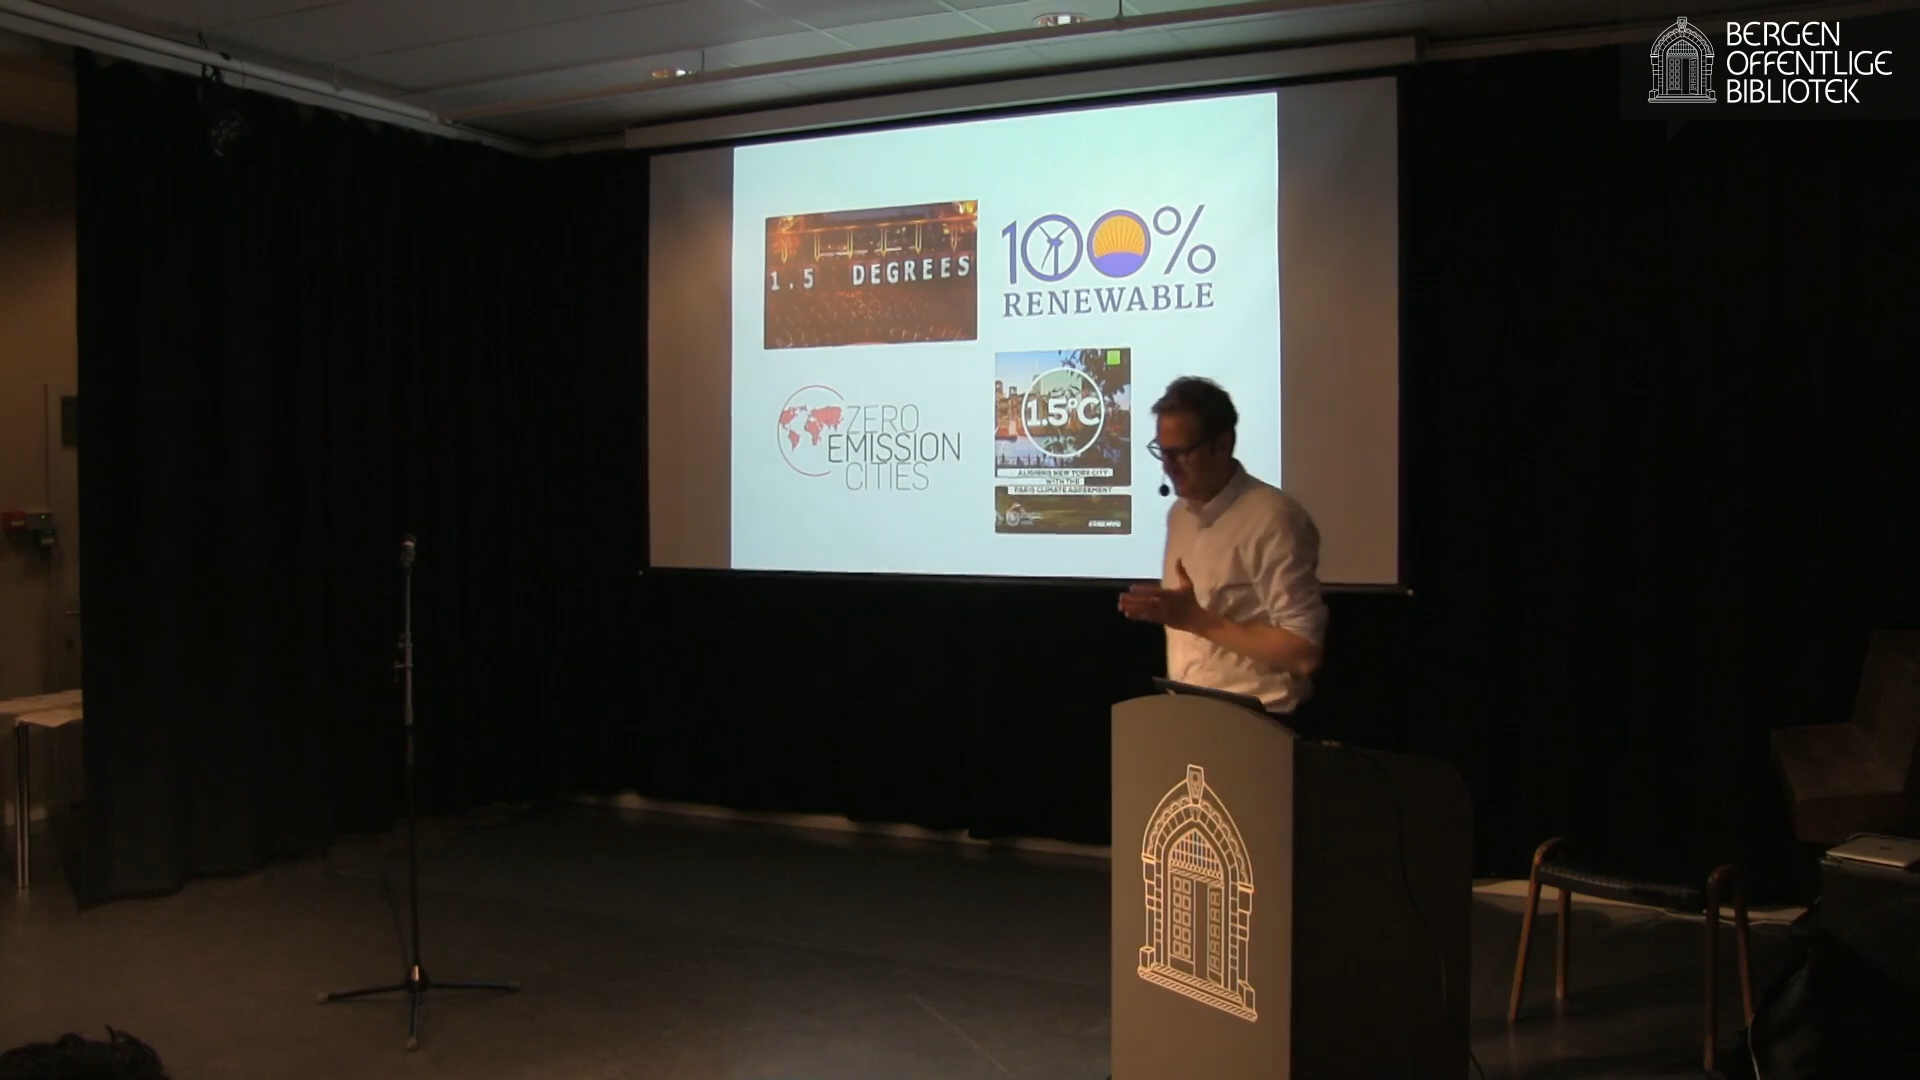 BERGEN
OFFENTLIGE
BIBLIOTEK
1.5 DEGREES
100%
RENEWABLE
ZERO
EMISSION
CITIES
1.5°C
ALIGNING NEW YORK CITY
WITH THE
PARIS CLIMATE AGREEMENT